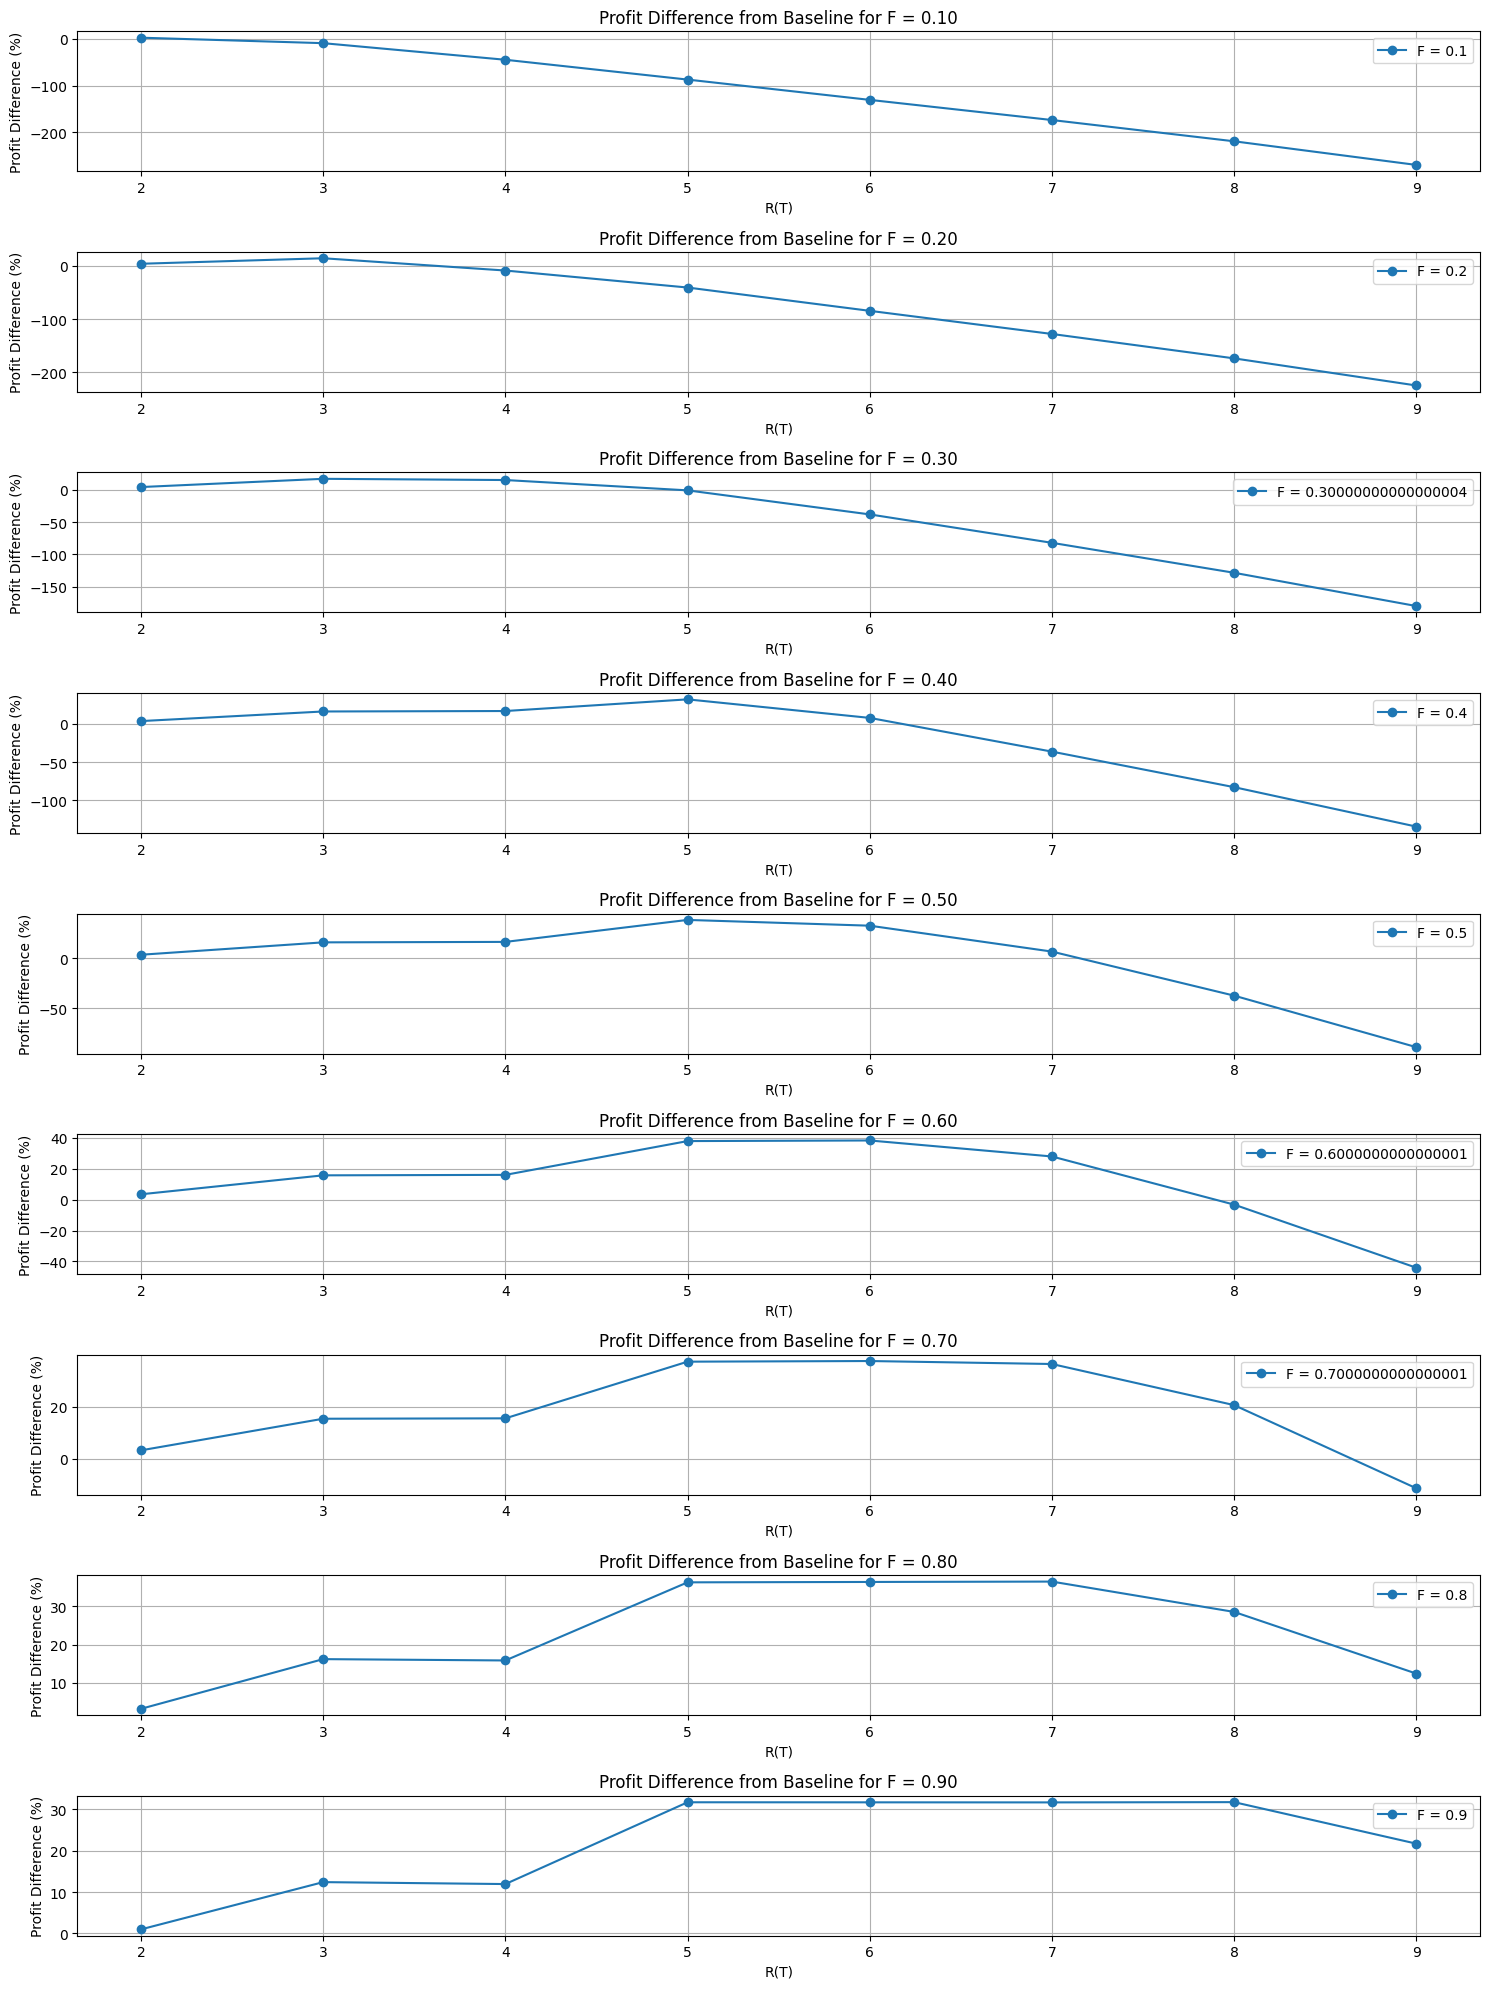 Profit Difference from Baseline for F = 0.10
Profit Difference (%)
0
−100
−200
F = 0.1
2 3 4 5 6 7 8 9
R(T)
Profit Difference from Baseline for F = 0.20
Profit Difference (%)
0
−100
−200
F = 0.2
2 3 4 5 6 7 8 9
R(T)
Profit Difference from Baseline for F = 0.30
Profit Difference (%)
0
−50
−100
−150
F = 0.30000000000000004
2 3 4 5 6 7 8 9
R(T)
Profit Difference from Baseline for F = 0.40
Profit Difference (%)
0
−50
−100
F = 0.4
2 3 4 5 6 7 8 9
R(T)
Profit Difference from Baseline for F = 0.50
Profit Difference (%)
0
−50
F = 0.5
2 3 4 5 6 7 8 9
R(T)
Profit Difference from Baseline for F = 0.60
Profit Difference (%)
40
20
0
−20
−40
F = 0.6000000000000001
2 3 4 5 6 7 8 9
R(T)
Profit Difference from Baseline for F = 0.70
Profit Difference (%)
20
0
F = 0.7000000000000001
2 3 4 5 6 7 8 9
R(T)
Profit Difference from Baseline for F = 0.80
Profit Difference (%)
30
20
10
F = 0.8
2 3 4 5 6 7 8 9
R(T)
Profit Difference from Baseline for F = 0.90
Profit Difference (%)
30
20
10
0
F = 0.9
2 3 4 5 6 7 8 9
R(T)